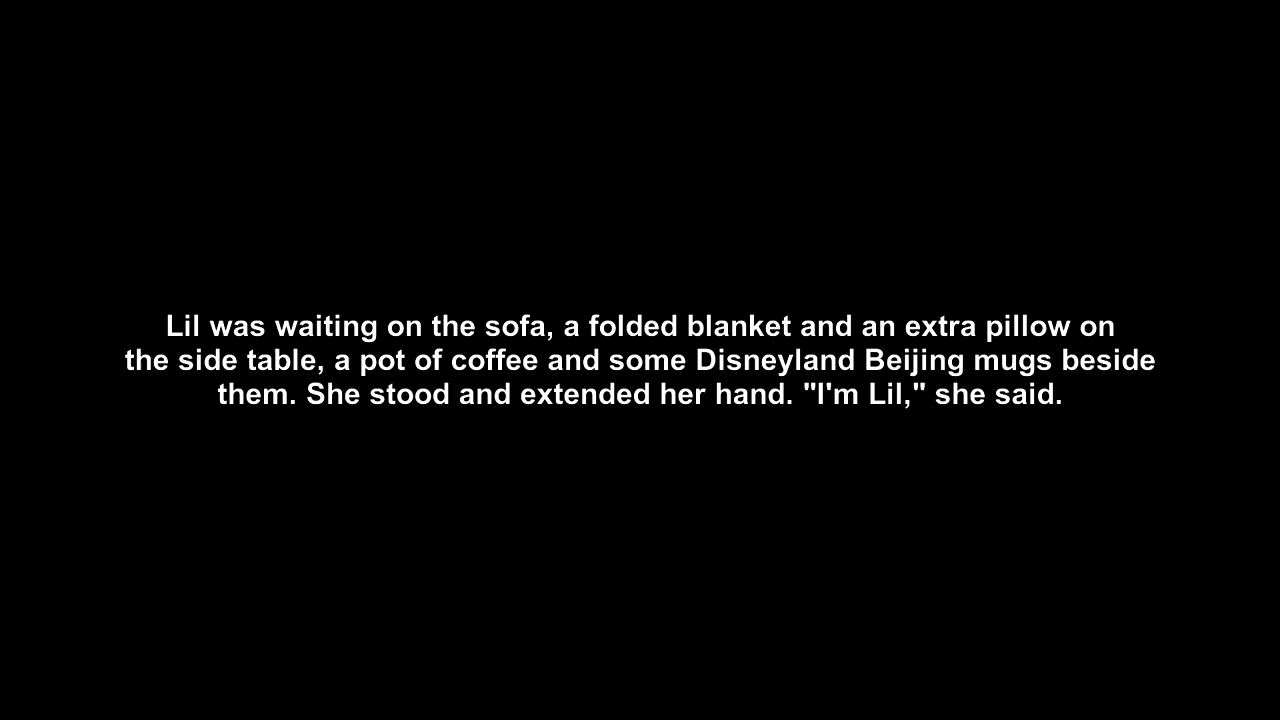 Lil was waiting on the sofa, a folded blanket and an extra pillow on
the side table, a pot of coffee and some Disneyland Beijing mugs beside
them. She stood and extended her hand. "I'm Lil," she said.